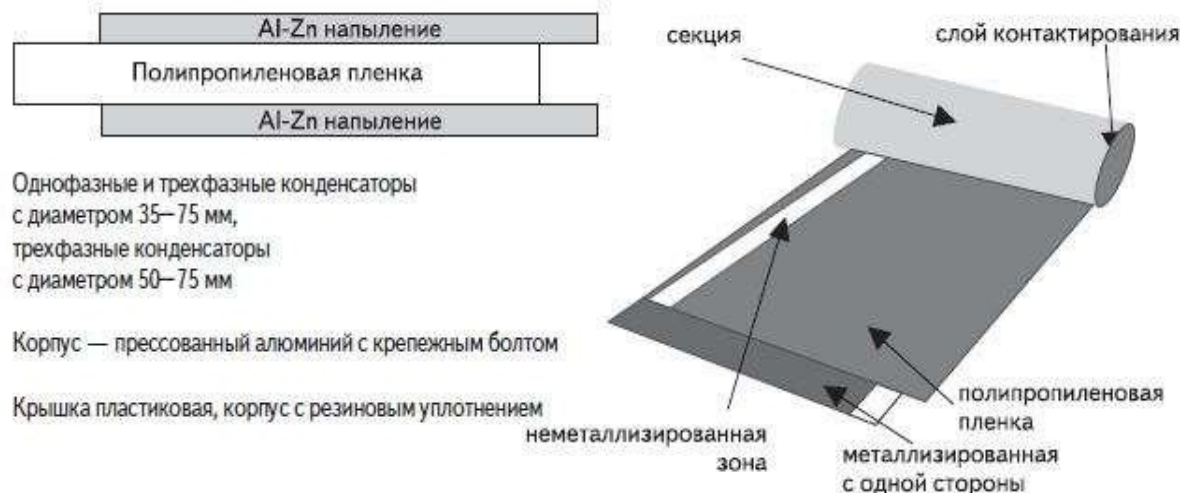 Al-Zn напыление
Полипропиленовая пленка
Al-Zn напыление
Однофазные и трехфазные конденсаторы
с диаметром 35—75 мм,
трехфазные конденсаторы
с диаметром 50—75 мм
Корпус — прессованный алюминий с крепежным болтом
Крышка пластиковая, корпус с резиновым уплотнением
секция
слой контактирования
неметаллизированная
зона
полипропиленовая
пленка
металлизированная
с одной стороны